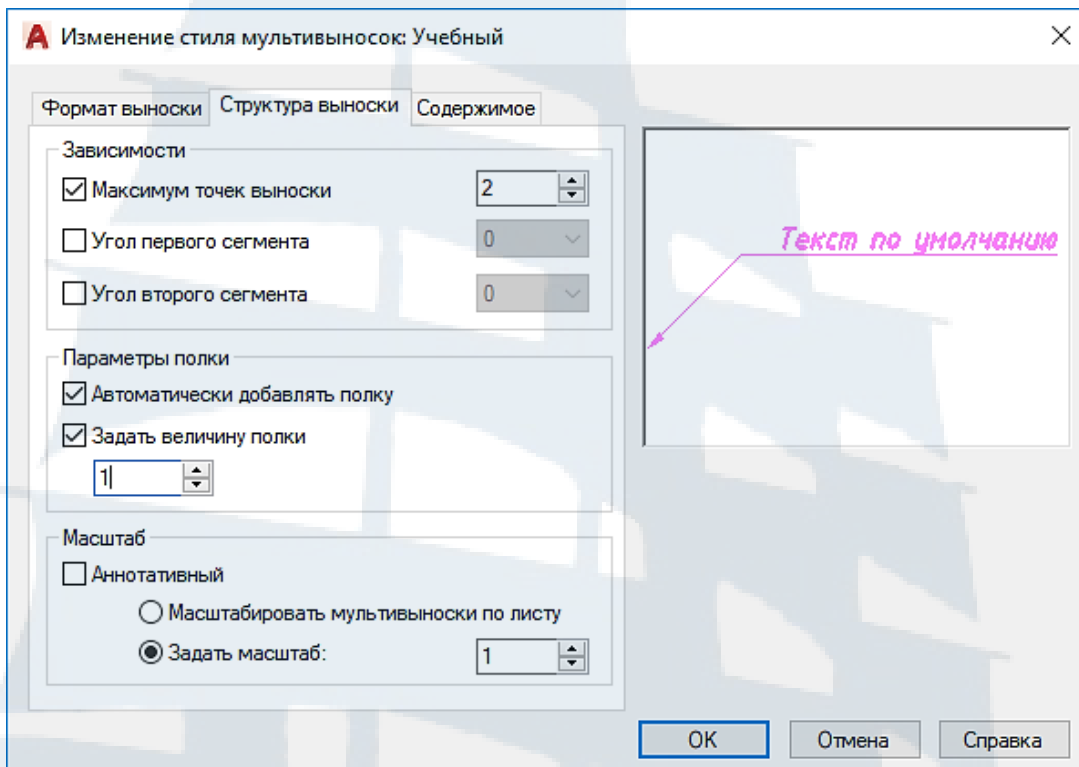 Изменение стиля мультивыносок: Учебный
Формат выноски Структура выноски Содержимое
Зависимости
Максимум точек выноски 2
Угол первого сегмента 0
Угол второго сегмента 0
Параметры полки
Автоматически добавлять полку
Задать величину полки
1
Масштаб
Аннотативный
Масштабировать мультивыноски по листу
Задать масштаб: 1
Текст по умолчанию
OK Отмена Справка